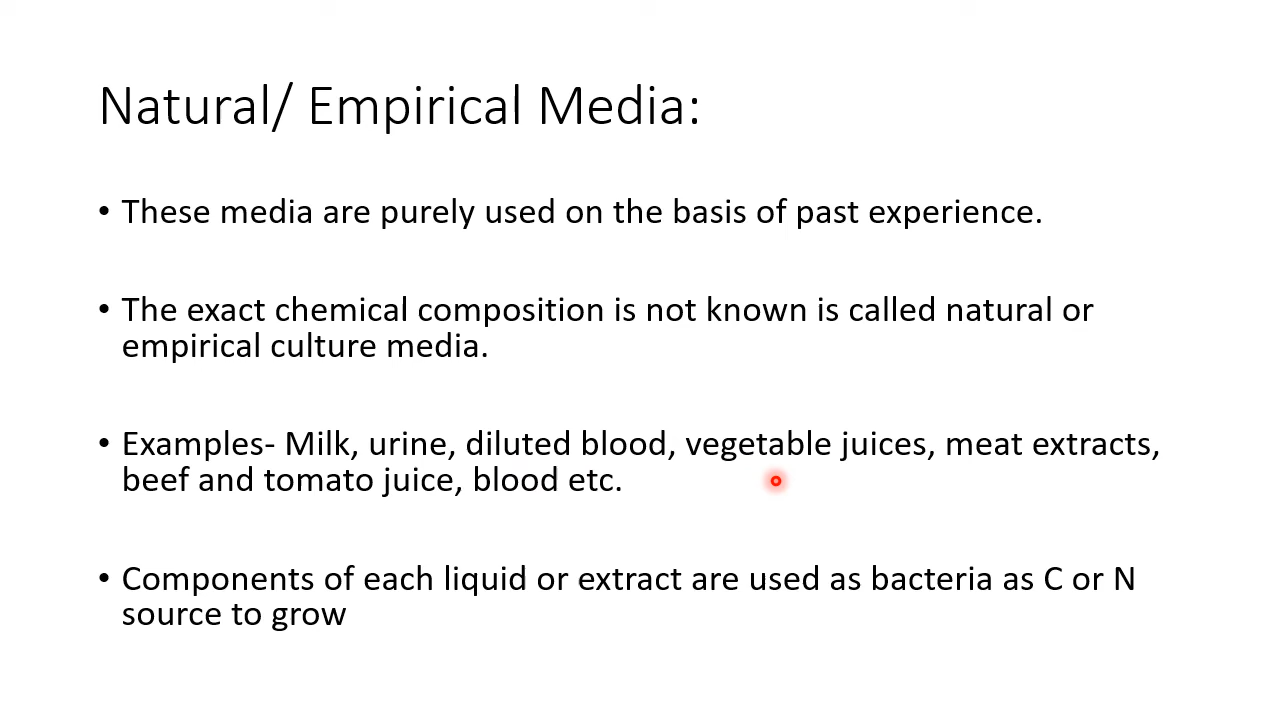 Natural/ Empirical Media:
• These media are purely used on the basis of past experience.
• The exact chemical composition is not known is called natural or
empirical culture media.
• Examples- Milk, urine, diluted blood, vegetable juices, meat extracts,
beef and tomato juice, blood etc.
• Components of each liquid or extract are used as bacteria as C or N
source to grow